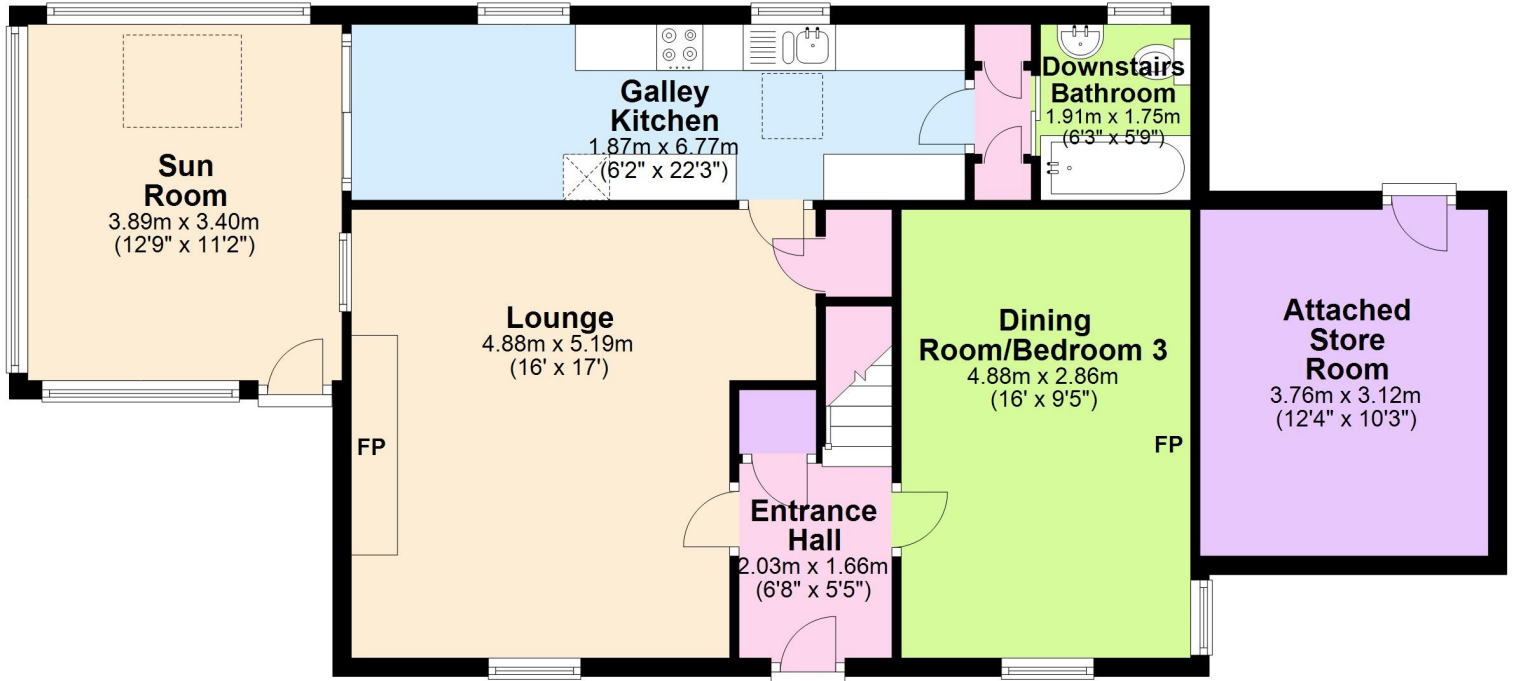 Galley
Kitchen
1.87m x 6.77m
(6'2" x 22'3")
Downstairs
Bathroom
1.91m x 1.75m
(6'3" x 5'9")
Sun
Room
3.89m x 3.40m
(12'9" x 11'2")
Lounge
4.88m x 5.19m
(16' x 17')
FP
Dining
Room/Bedroom 3
4.88m x 2.86m
(16' x 9'5")
FP
Attached
Store
Room
3.76m x 3.12m
(12'4" x 10'3")
Entrance
Hall
2.03m x 1.66m
(6'8" x 5'5")